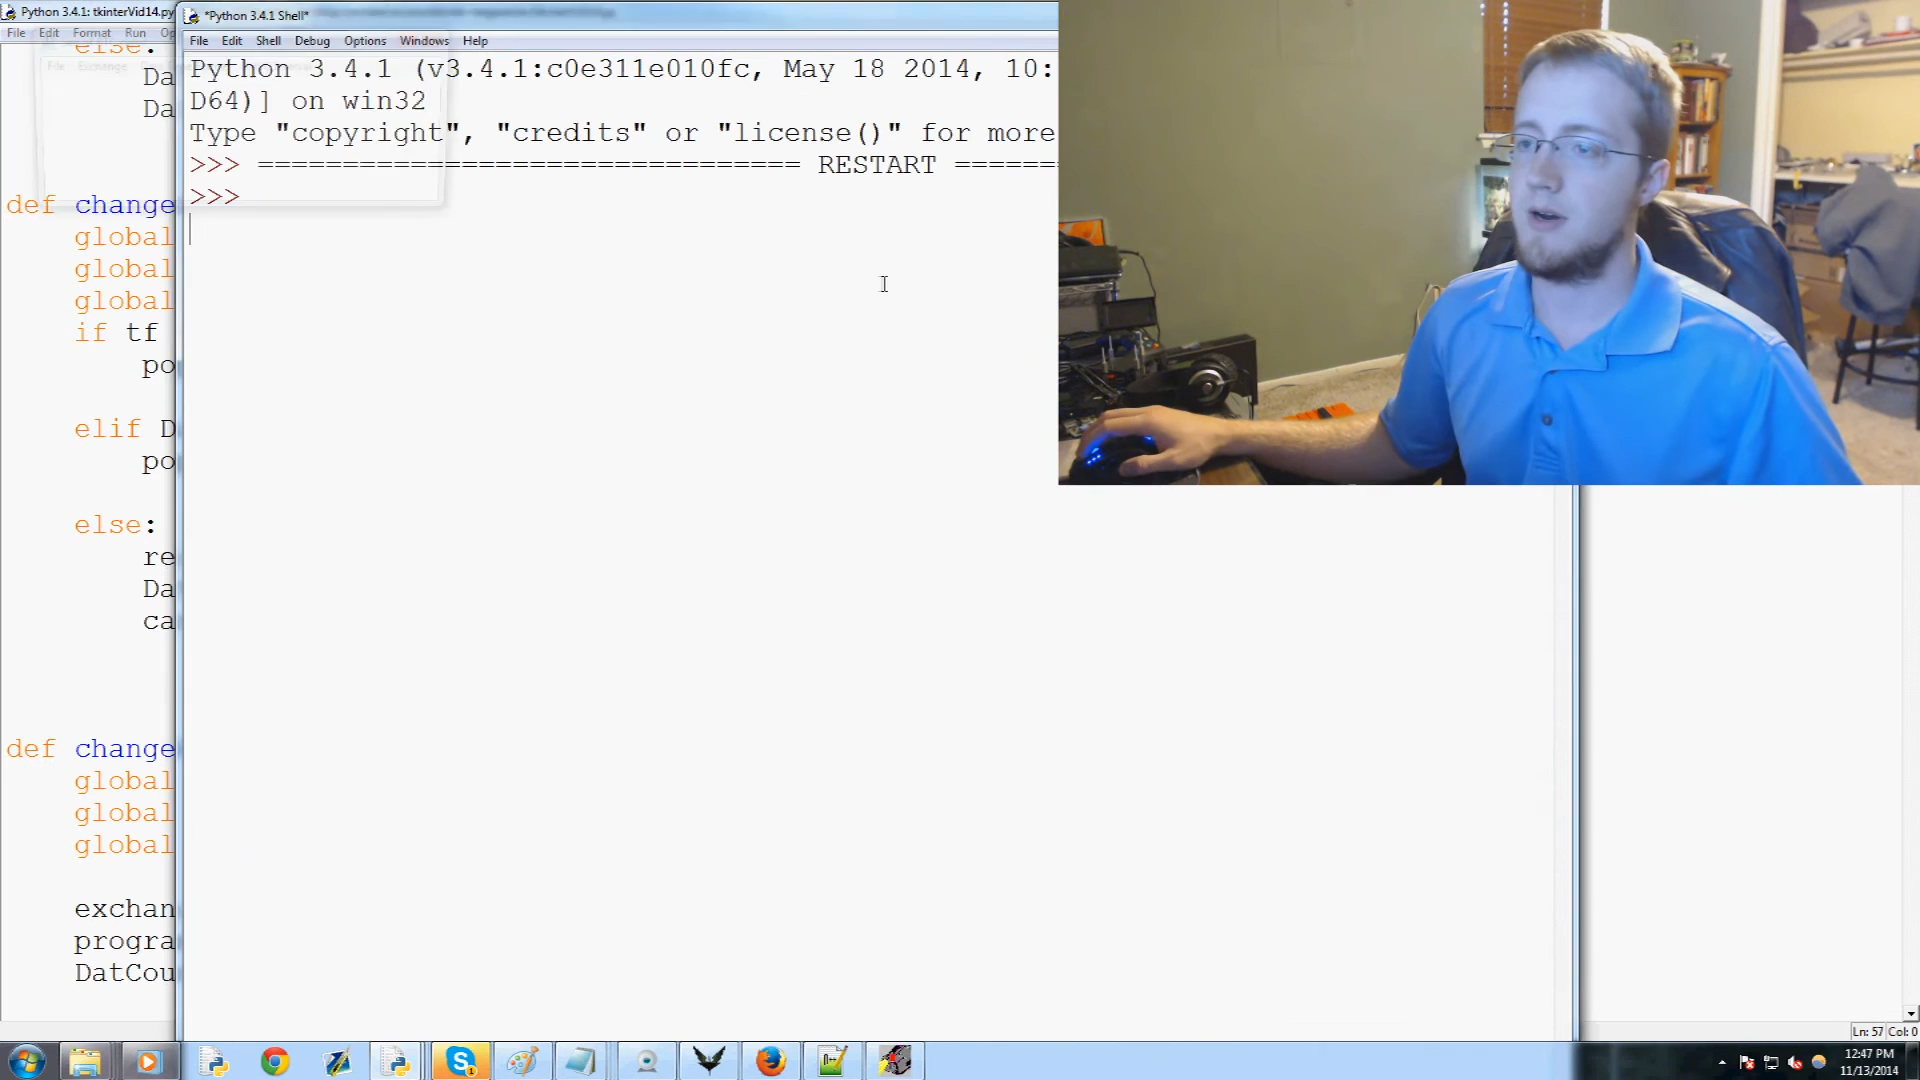 Python 3.4.1: tkinterVid14.py
File Edit Format Run Op
else:
Da
Da
def change
global
global
global
if tf
po
elif D
po
else:
re
Da
ca
def change
global
global
global
exchan
progra
DatCou
*Python 3.4.1 Shell*
File Edit Shell Debug Options Windows Help
File Exchange
Python 3.4.1 (v3.4.1:c0e311e010fc, May 18 2014, 10:
D64)] on win32
Type "copyright", "credits" or "license()" for more
>>> ================================ RESTART ======
>>>
Ln: 57 Col: 0
12:47 PM
11/13/2014